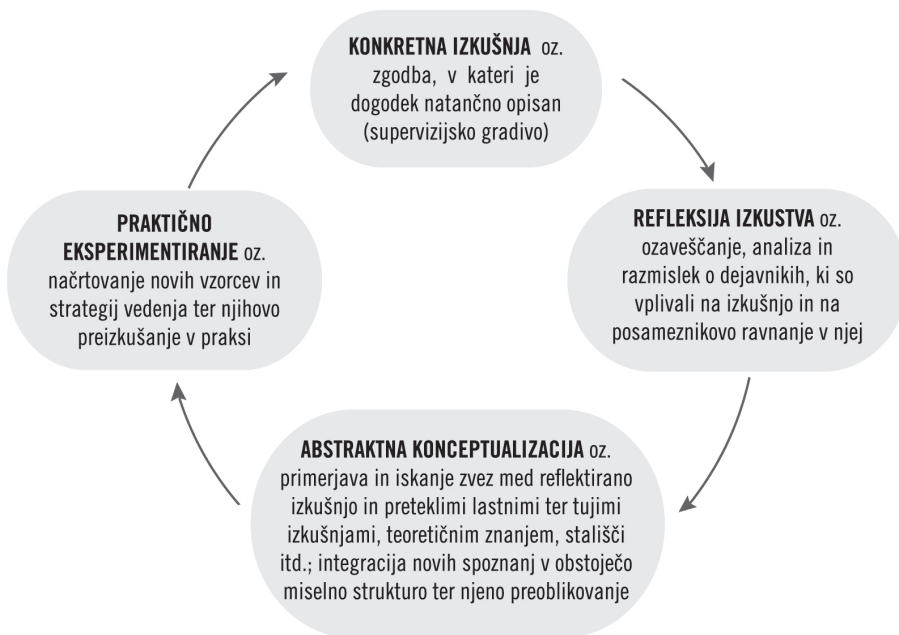 KONKRETNA IZKUŠNJA oz.
zgodba, v kateri je
dogodek natančno opisan
(supervizijsko gradivo)
REFLEKSIJA IZKUSTVA oz.
ozaveščanje, analiza in
razmislek o dejavnikih, ki so
vplivali na izkušnjo in na
posameznikovo ravnanje v njej
ABSTRAKTNA KONCEPTUALIZACIJA oz.
primerjava in iskanje zvez med reflektirano
izkušnjo in preteklimi lastnimi ter tujimi
izkušnjami, teoretičnim znanjem, stališči
itd.; integracija novih spoznanj v obstoječo
miselno strukturo ter njeno preoblikovanje
PRAKTIČNO
EKSPERIMENTIRANJE oz.
načrtovanje novih vzorcev in
strategij vedenja ter njihovo
preizkušanje v praksi